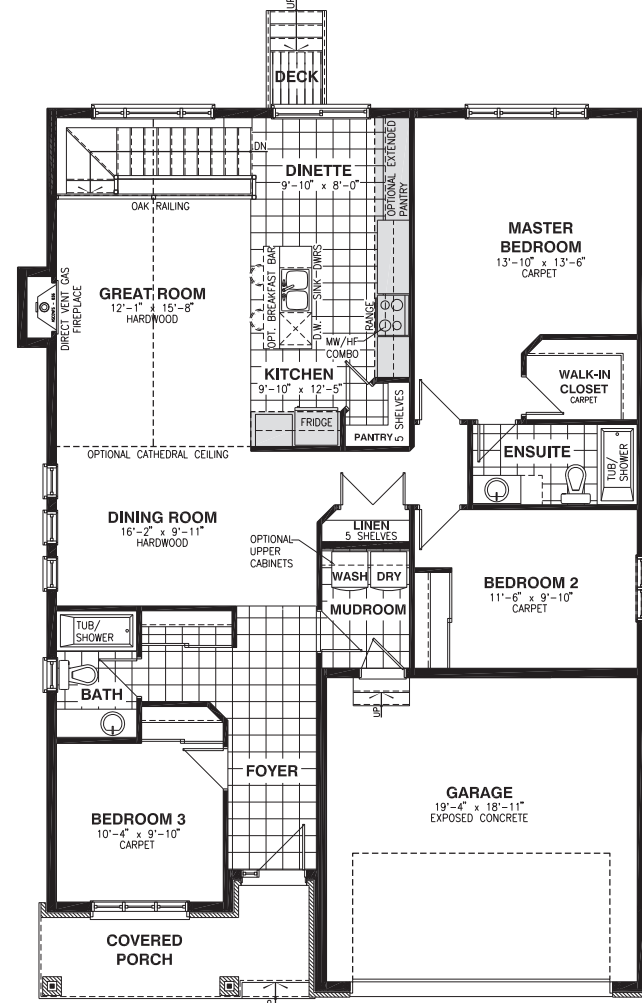 UP
DECK
DN
DINETTE
9'-10" x 8'-0"
OPTIONAL EXTENDED
PANTRY
OAK RAILING
MASTER
BEDROOM
13'-10" x 13'-6"
CARPET
GREAT ROOM
12'-1" x 15'-8"
HARDWOOD
DIRECT VENT GAS
FIREPLACE
OPT. BREAKFAST BAR
SINK
DWRS
D.W.
RANGE
MW/HF
COMBO
KITCHEN
9'-10" x 12'-5"
WALK-IN
CLOSET
CARPET
FRIDGE
PANTRY
5 SHELVES
ENSUITE
TUB/
SHOWER
OPTIONAL CATHEDRAL CEILING
DINING ROOM
16'-2" x 9'-11"
HARDWOOD
LINEN
5 SHELVES
OPTIONAL
UPPER
CABINETS
WASH
DRY
MUDROOM
BEDROOM 2
11'-6" x 9'-10"
CARPET
TUB/
SHOWER
BATH
UP
FOYER
GARAGE
19'-4" x 18'-11"
EXPOSED CONCRETE
BEDROOM 3
10'-4" x 9'-10"
CARPET
COVERED
PORCH